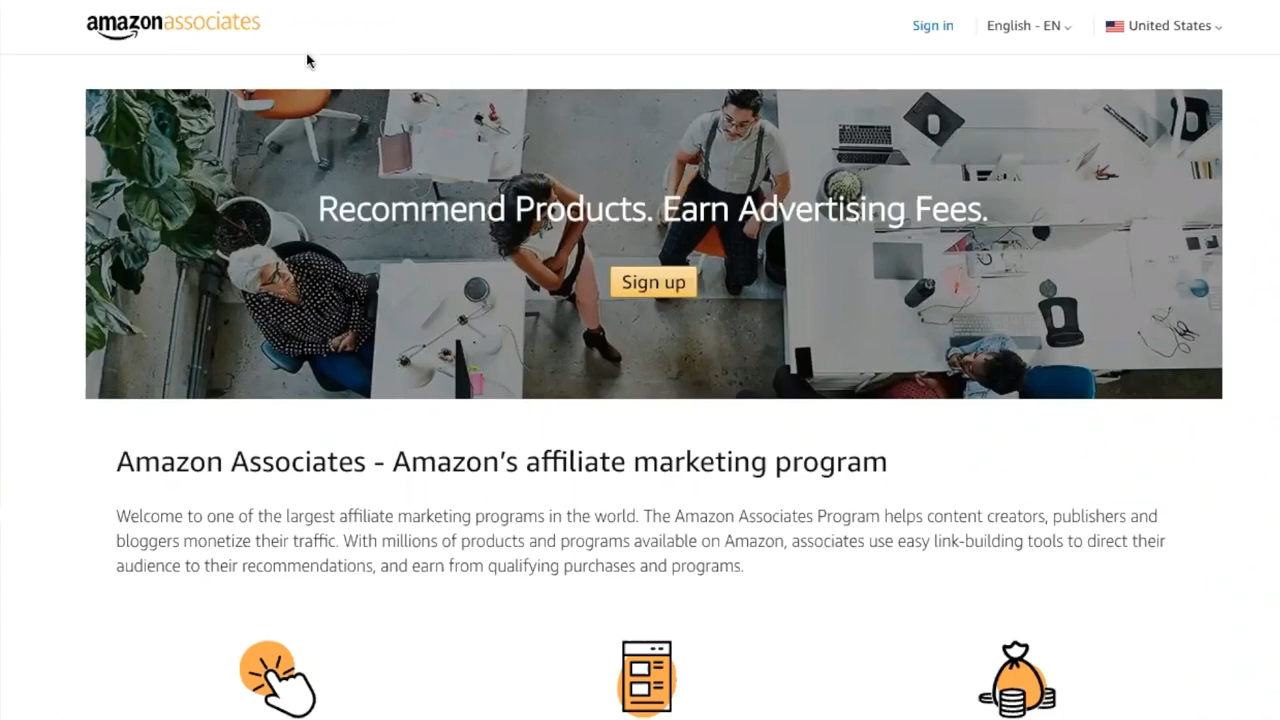 amazonassociates
Sign in
English - EN
United States
Recommend Products. Earn Advertising Fees.
Sign up
Amazon Associates - Amazon's affiliate marketing program
Welcome to one of the largest affiliate marketing programs in the world. The Amazon Associates Program helps content creators, publishers and
bloggers monetize their traffic. With millions of products and programs available on Amazon, associates use easy link-building tools to direct their
audience to their recommendations, and earn from qualifying purchases and programs.